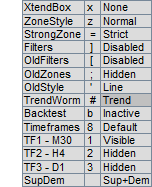 XtendBox x None
ZoneStyle z Normal
StrongZone = Strict
Filters ] Disabled
OldFilters [ Disabled
OldZones ; Hidden
OldStyle ' Line
TrendWorm # Trend
Backtest b Inactive
Timeframes 8 Default
TF1 - M30 1 Visible
TF2 - H4 2 Hidden
TF3 - D1 3 Hidden
SupDem Sup+Dem